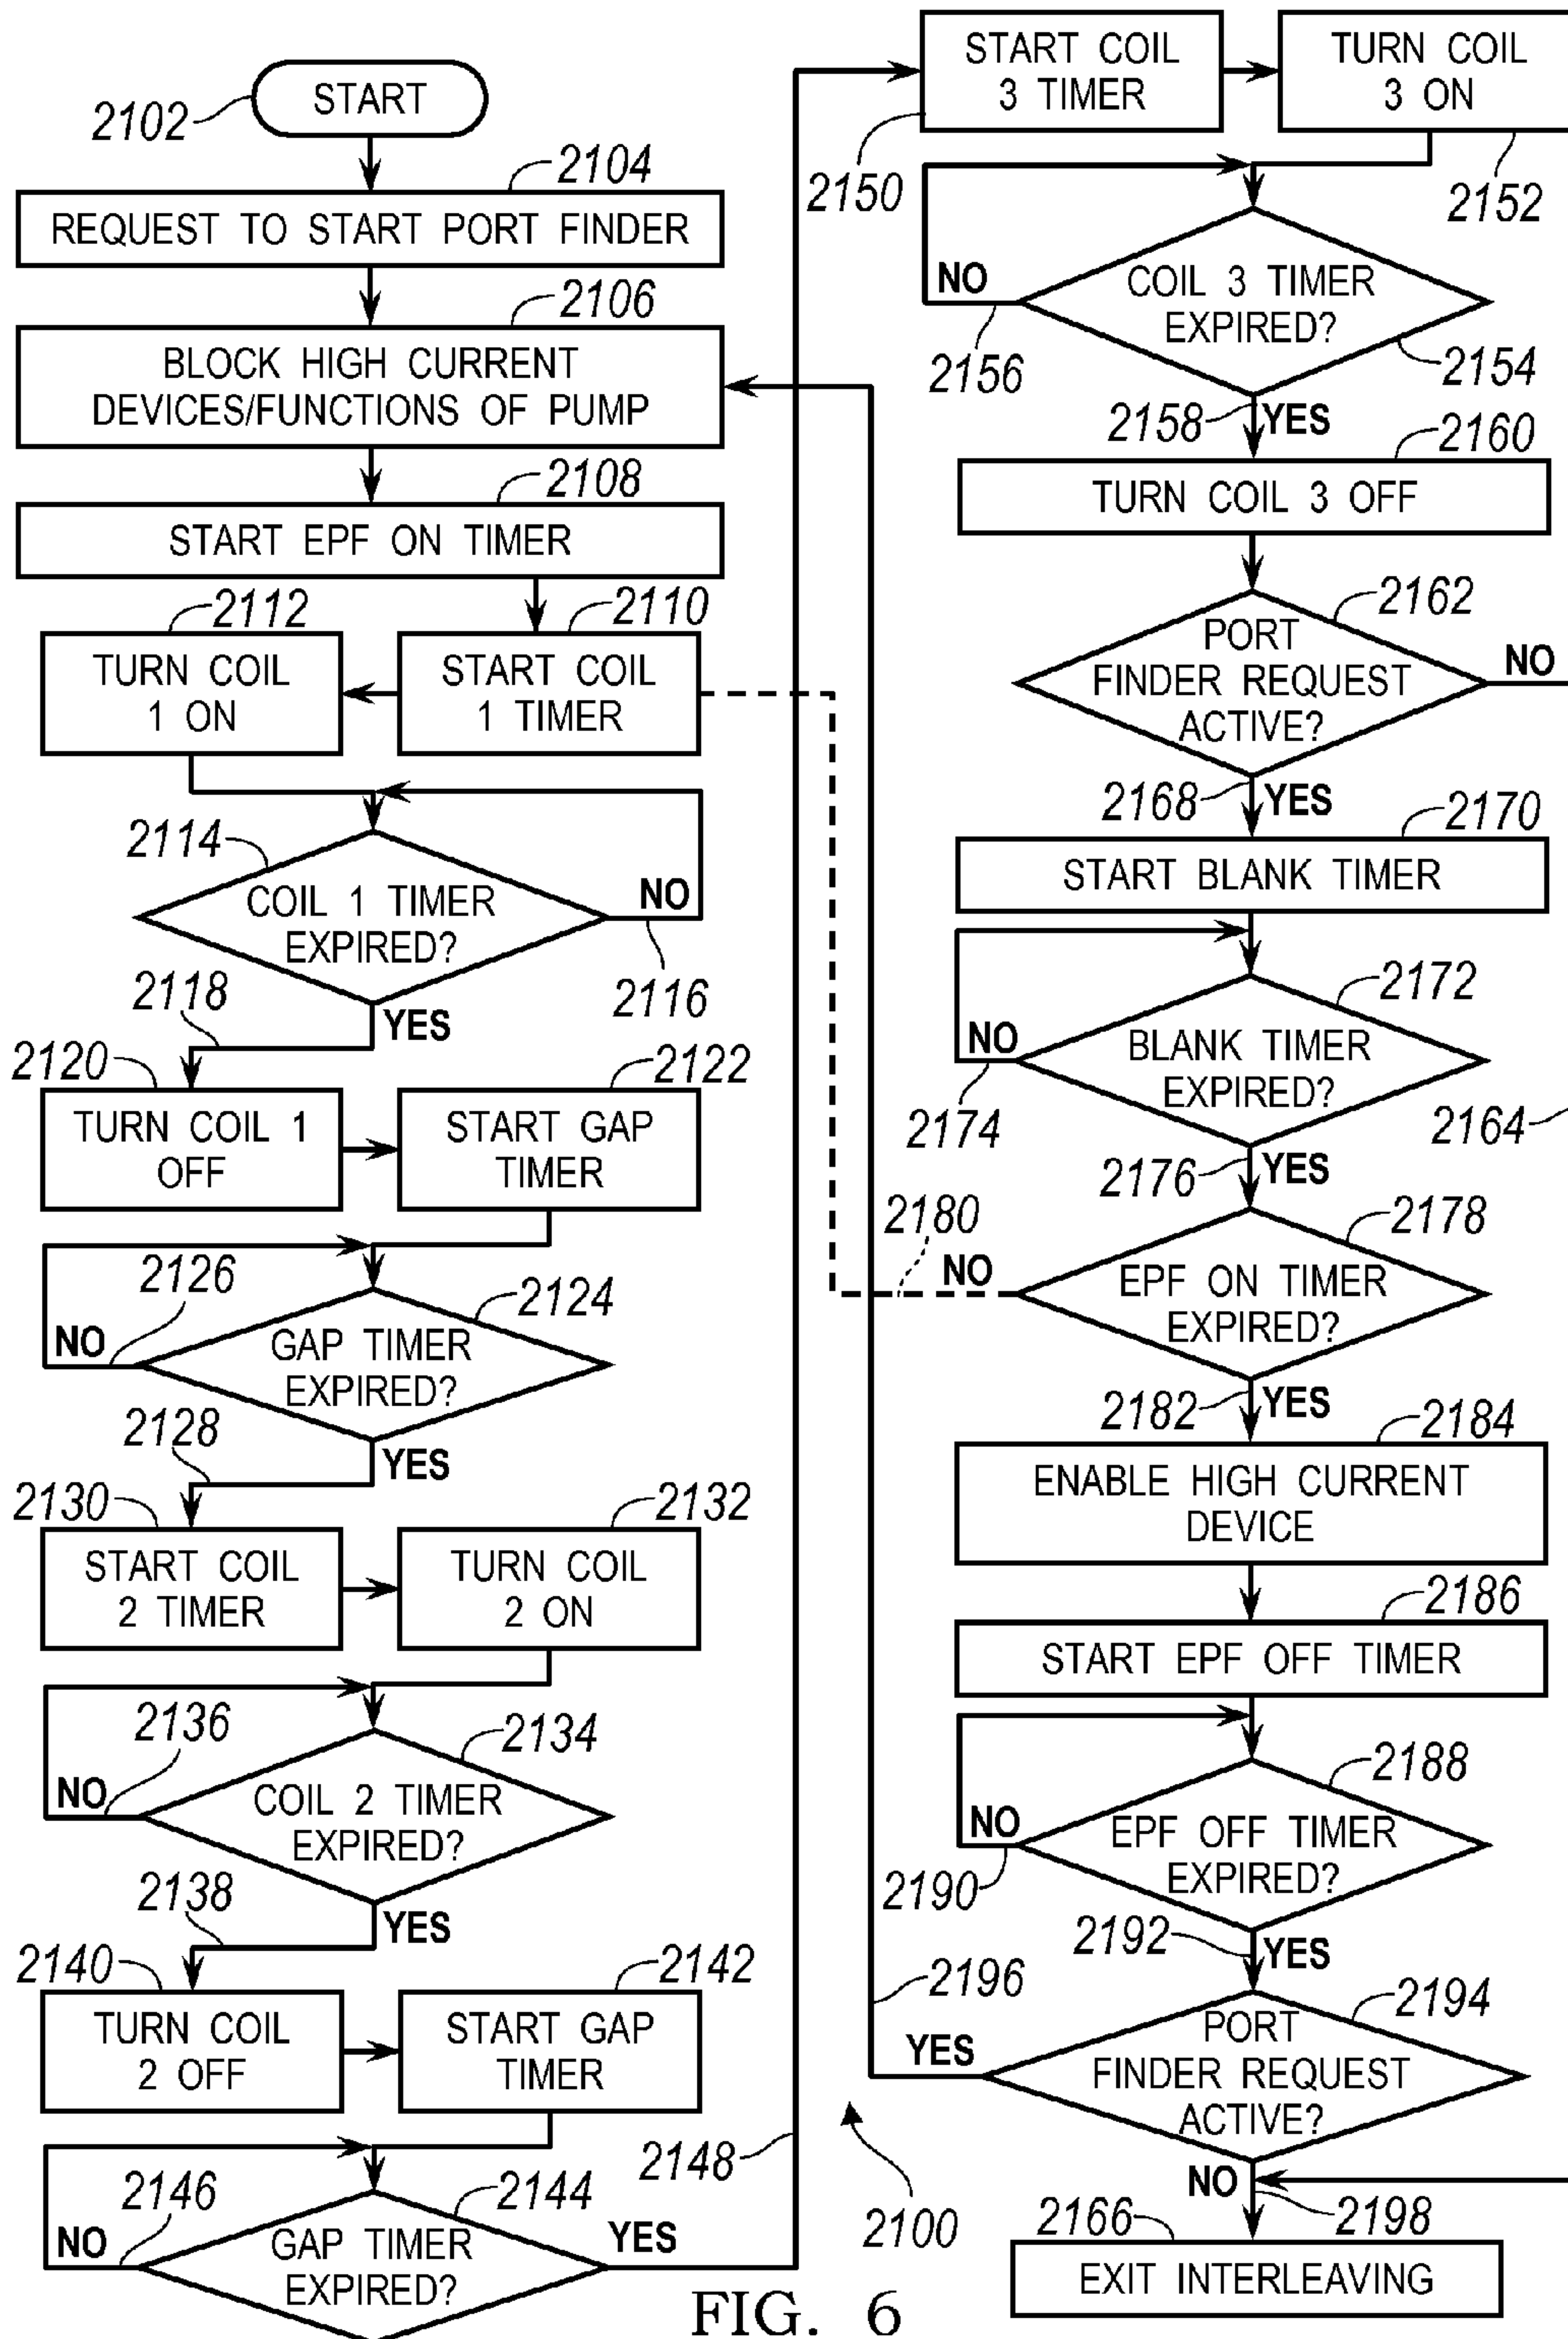 START
2102
2104
REQUEST TO START PORT FINDER
2106
BLOCK HIGH CURRENT
DEVICES/FUNCTIONS OF PUMP
2108
START EPF ON TIMER
2112
2110
TURN COIL
1 ON
START COIL
1 TIMER
2114
COIL 1 TIMER
EXPIRED?
NO
2116
2118
YES
2120
2122
TURN COIL 1
OFF
START GAP
TIMER
2126
2124
NO
GAP TIMER
EXPIRED?
2128
YES
2130
2132
START COIL
2 TIMER
TURN COIL
2 ON
2136
2134
NO
COIL 2 TIMER
EXPIRED?
2138
YES
2140
2142
TURN COIL
2 OFF
START GAP
TIMER
2146
2144
NO
GAP TIMER
EXPIRED?
YES
2148
START COIL
3 TIMER
TURN COIL
3 ON
2150
2152
NO
COIL 3 TIMER
EXPIRED?
2156
2154
2158
YES
2160
TURN COIL 3 OFF
2162
PORT
FINDER REQUEST
ACTIVE?
NO
2168
YES
2170
START BLANK TIMER
2172
NO
BLANK TIMER
EXPIRED?
2174
2164
2176
YES
2180
2178
NO
EPF ON TIMER
EXPIRED?
2182
YES
2184
ENABLE HIGH CURRENT
DEVICE
2186
START EPF OFF TIMER
2188
NO
EPF OFF TIMER
EXPIRED?
2190
2192
YES
2196
2194
YES
PORT
FINDER REQUEST
ACTIVE?
NO
2100
2166
2198
EXIT INTERLEAVING
FIG. 6